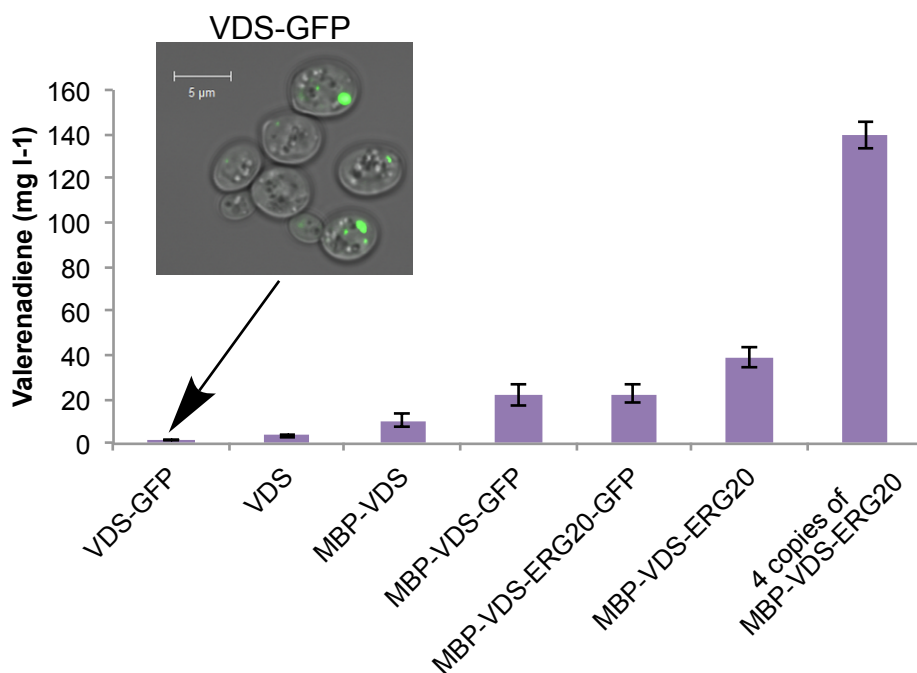 VDS-GFP
5 µm
Valerenadiene (mg l-1)
160
140
120
100
80
60
40
20
0
VDS-GFP
VDS
MBP-VDS
MBP-VDS-GFP
MBP-VDS-ERG20-GFP
MBP-VDS-ERG20
4 copies of
MBP-VDS-ERG20